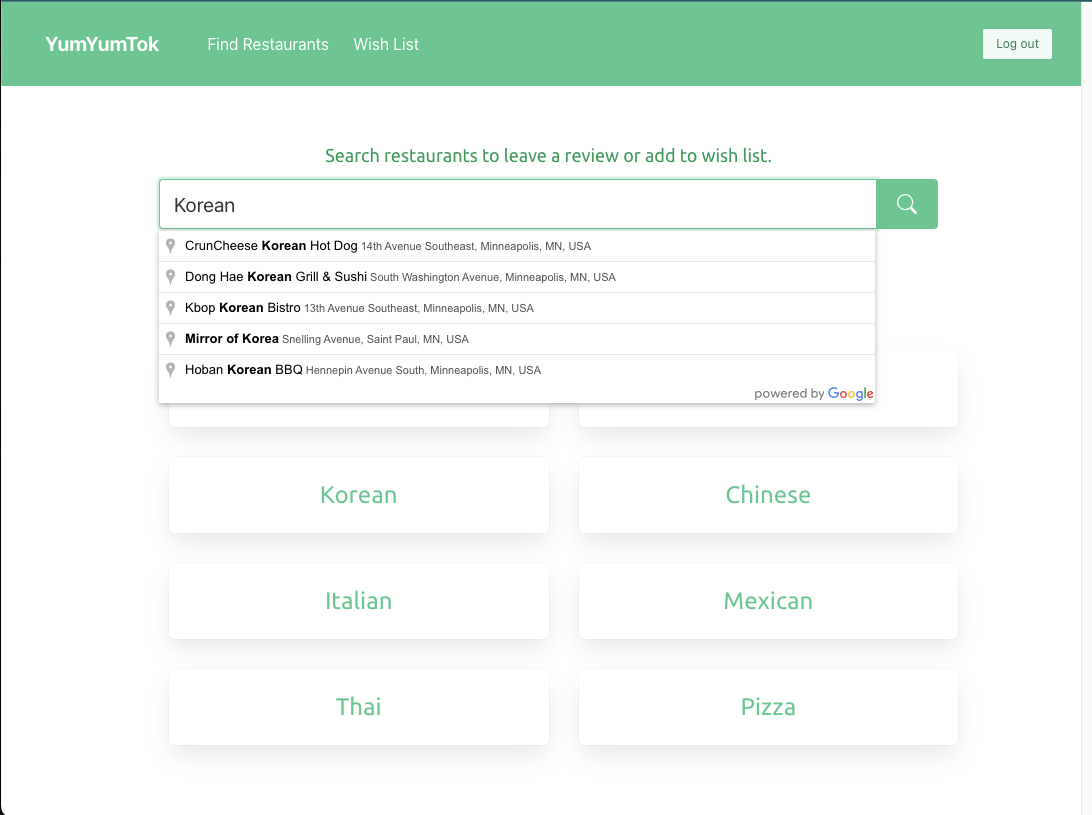 YumYumTok Find Restaurants Wish List Log out
Search restaurants to leave a review or add to wish list.
Korean
CrunCheese Korean Hot Dog 14th Avenue Southeast, Minneapolis, MN, USA
Dong Hae Korean Grill & Sushi South Washington Avenue, Minneapolis, MN, USA
Kbop Korean Bistro 13th Avenue Southeast, Minneapolis, MN, USA
Mirror of Korea Snelling Avenue, Saint Paul, MN, USA
Hoban Korean BBQ Hennepin Avenue South, Minneapolis, MN, USA
powered by Google
Korean Chinese
Italian Mexican
Thai Pizza